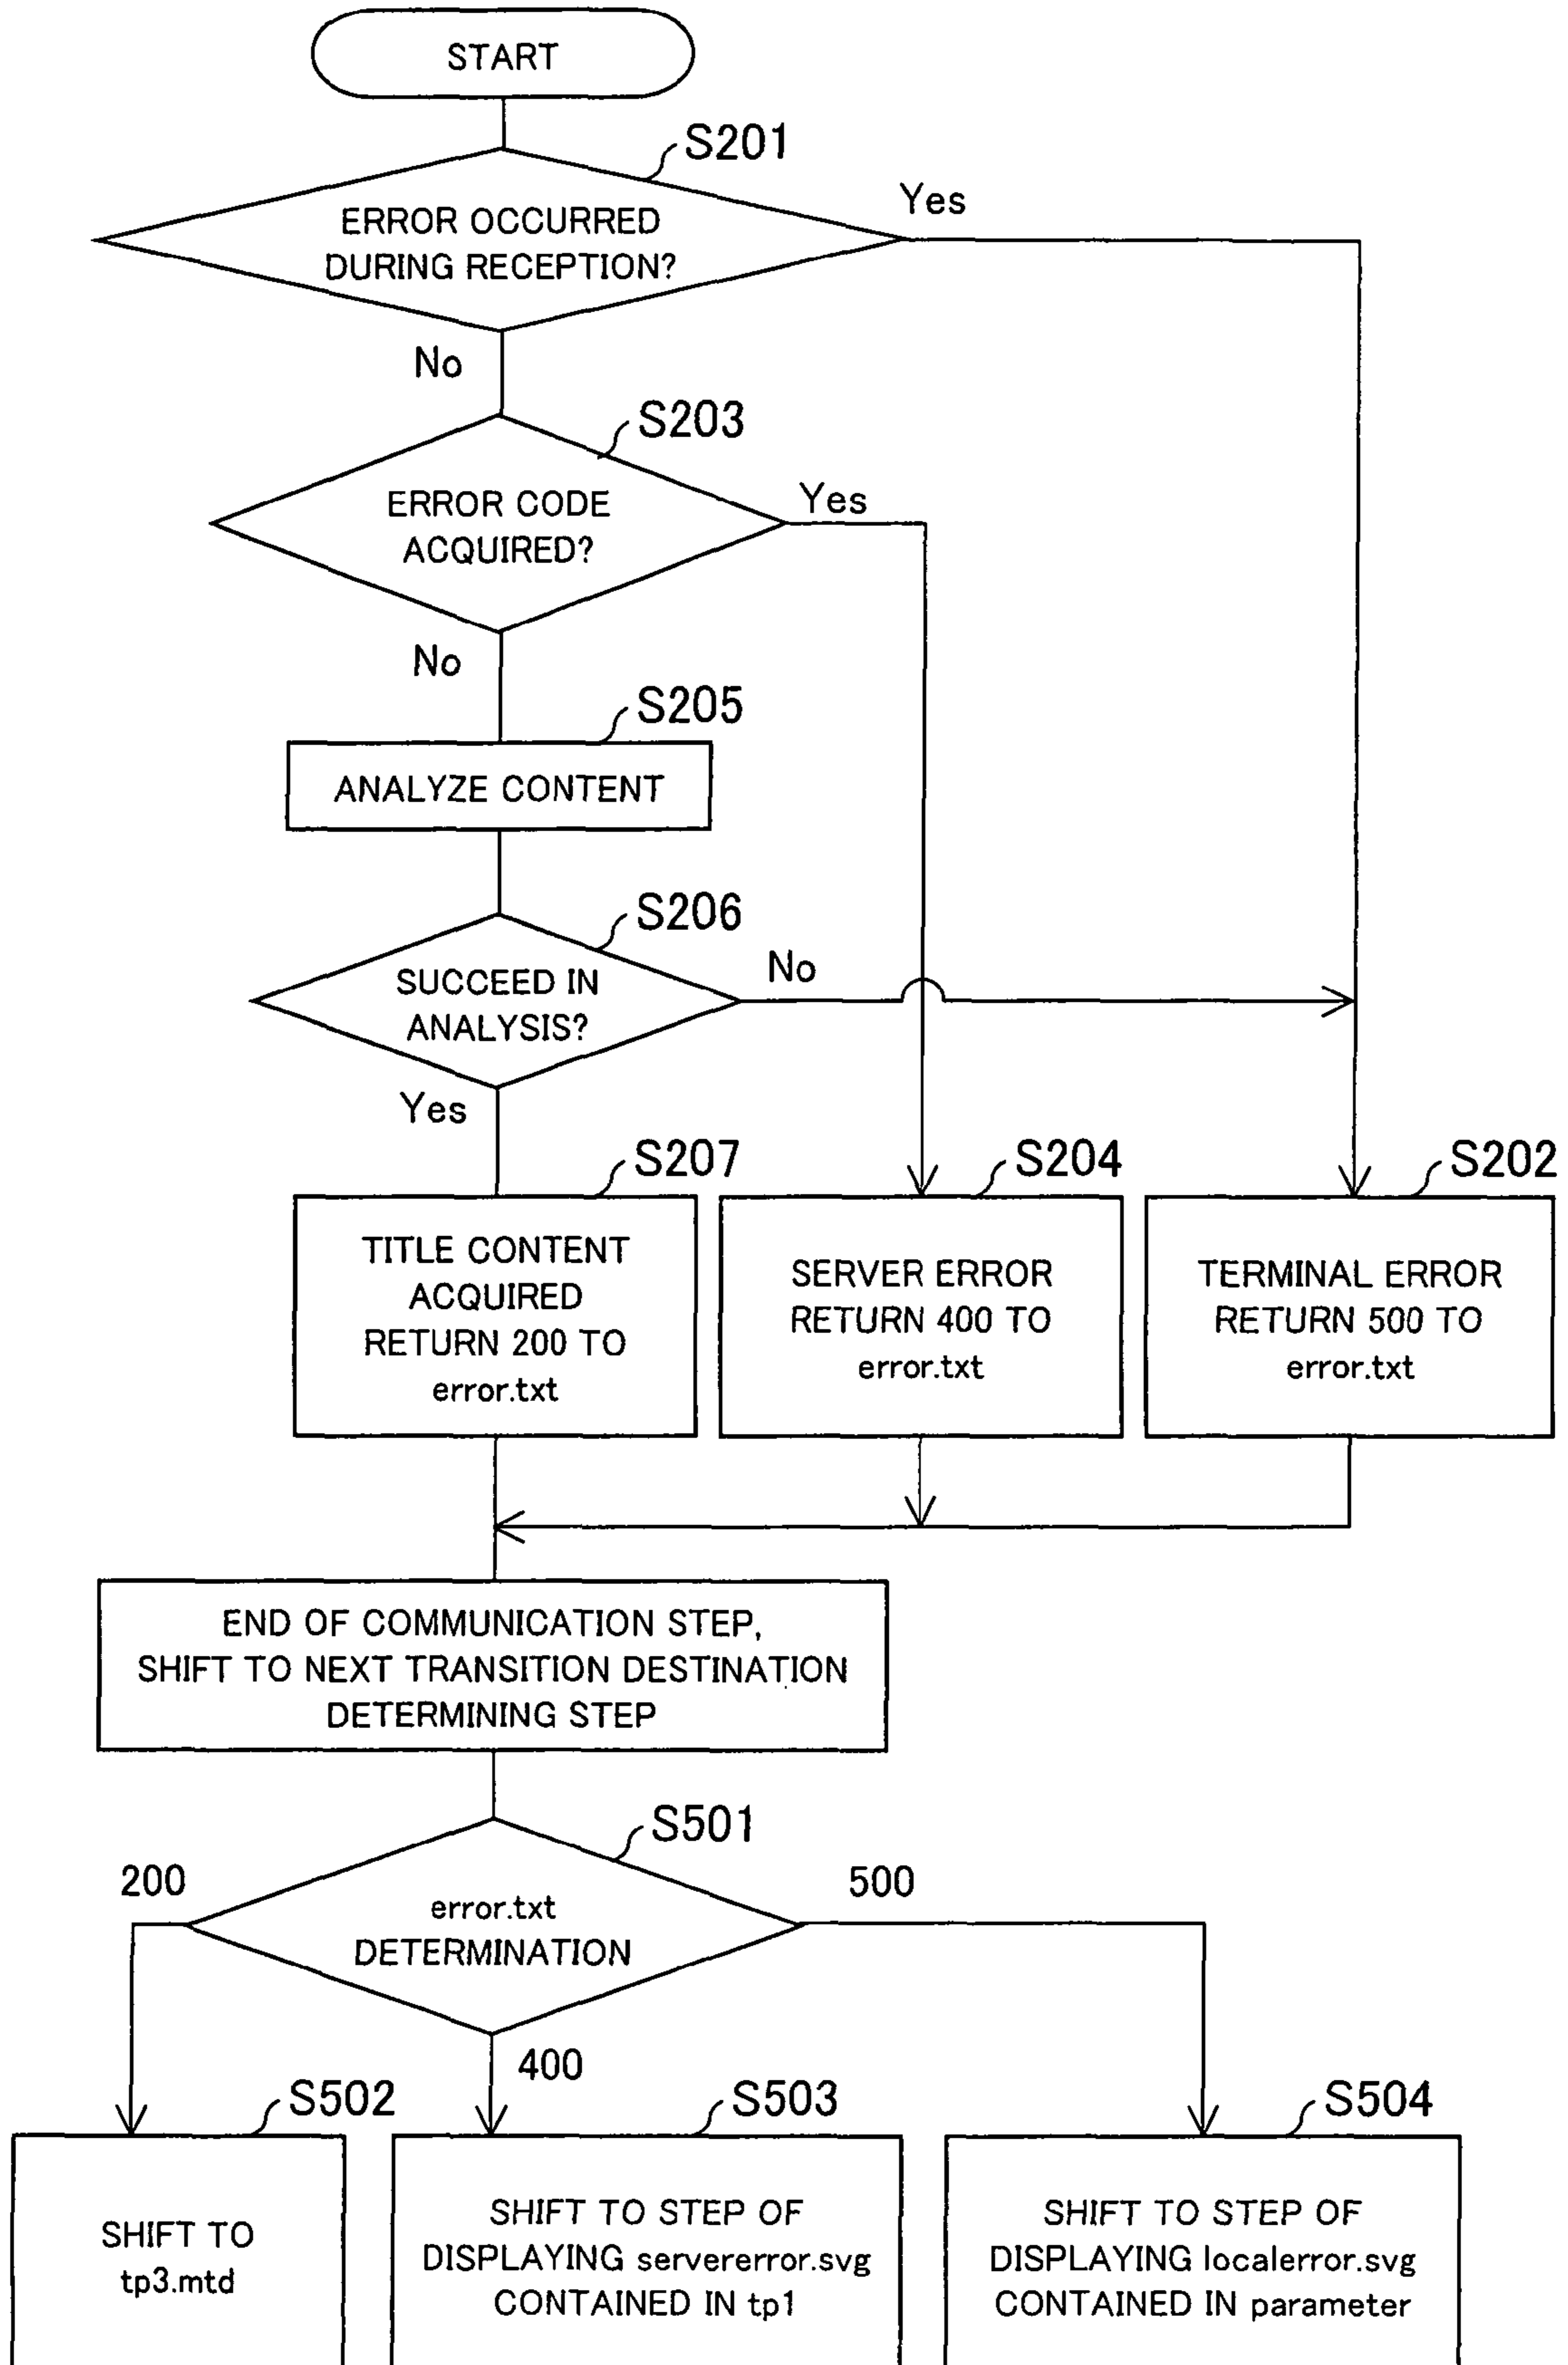 START
S201
Yes
ERROR OCCURRED
DURING RECEPTION?
No
S203
Yes
ERROR CODE
ACQUIRED?
No
S205
ANALYZE CONTENT
S206
No
SUCCEED IN
ANALYSIS?
Yes
S207
S204
S202
TITLE CONTENT
ACQUIRED
RETURN 200 TO
error.txt
SERVER ERROR
RETURN 400 TO
error.txt
TERMINAL ERROR
RETURN 500 TO
error.txt
END OF COMMUNICATION STEP,
SHIFT TO NEXT TRANSITION DESTINATION
DETERMINING STEP
S501
200
500
error.txt
DETERMINATION
400
S502
S503
S504
SHIFT TO
tp3.mtd
SHIFT TO STEP OF
DISPLAYING servererror.svg
CONTAINED IN tp1
SHIFT TO STEP OF
DISPLAYING localerror.svg
CONTAINED IN parameter